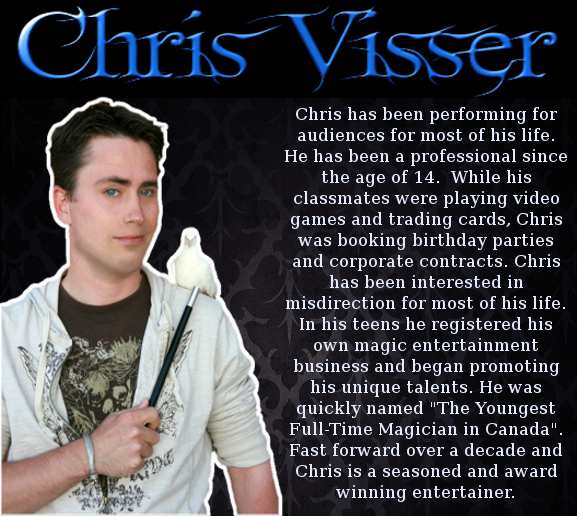 Chris Visser
Chris has been performing for
audiences for most of his life.
He has been a professional since
the age of 14.  While his
classmates were playing video
games and trading cards, Chris
was booking birthday parties
and corporate contracts. Chris
has been interested in
misdirection for most of his life.
In his teens he registered his
own magic entertainment
business and began promoting
his unique talents. He was
quickly named "The Youngest
Full-Time Magician in Canada".
Fast forward over a decade and
Chris is a seasoned and award
winning entertainer.